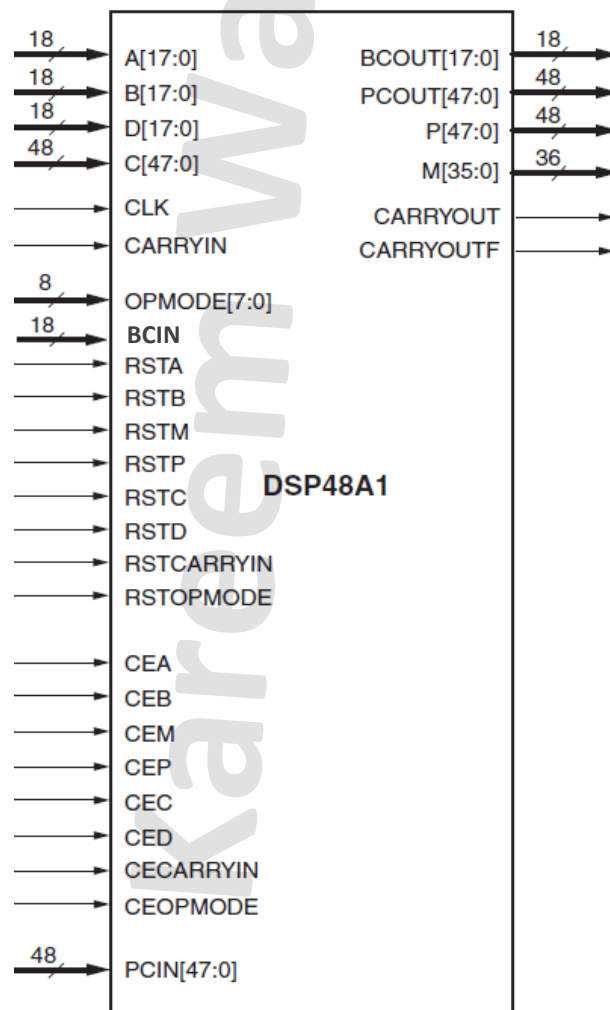 18 A[17:0] BCOUT[17:0] 18
18 B[17:0] PCOUT[47:0] 48
18 D[17:0] P[47:0] 48
48 C[47:0] M[35:0] 36
CLK CARRYOUT
CARRYIN CARRYOUTF
8 OPMODE[7:0]
18 BCIN
RSTA
RSTB
RSTM
RSTP
DSP48A1
RSTC
RSTD
RSTCARRYIN
RSTOPMODE
CEA
CEB
CEM
CEP
CEC
CED
CECARRYIN
CEOPMODE
48 PCIN[47:0]
Kareem